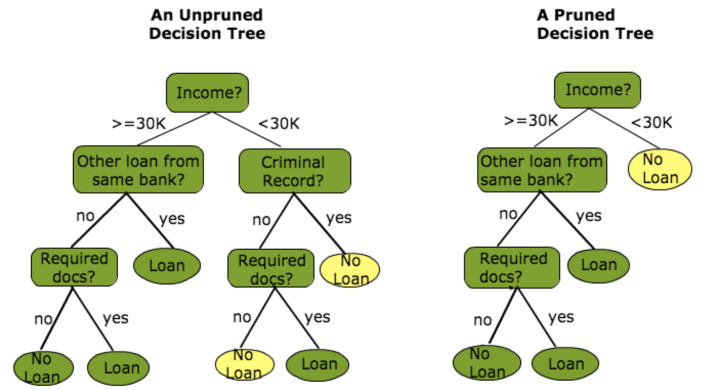 An Unpruned
Decision Tree
A Pruned
Decision Tree
Income?
>=30K
<30K
Other loan from
same bank?
Criminal
Record?
no
yes
no
yes
Required
docs?
Loan
Required
docs?
No
Loan
no
yes
no
yes
No
Loan
Loan
No
Loan
Loan
Income?
>=30K
<30K
Other loan from
same bank?
No
Loan
no
yes
Required
docs?
Loan
no
yes
No
Loan
Loan